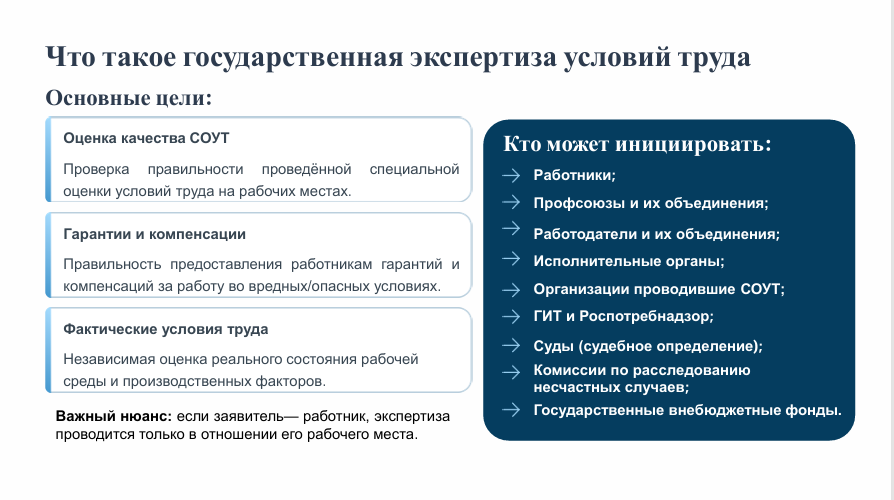 Что такое государственная экспертиза условий труда
Основные цели:
Оценка качества СОУТ
Проверка правильности проведённой специальной
оценки условий труда на рабочих местах.
Гарантии и компенсации
Правильность предоставления работникам гарантий и
компенсаций за работу во вредных/опасных условиях.
Фактические условия труда
Независимая оценка реального состояния рабочей
среды и производственных факторов.
Важный нюанс: если заявитель— работник, экспертиза
проводится только в отношении его рабочего места.
Кто может инициировать:
Работники;
Профсоюзы и их объединения;
Работодатели и их объединения;
Исполнительные органы;
Организации проводившие СОУТ;
ГИТ и Роспотребнадзор;
Суды (судебное определение);
Комиссии по расследованию
несчастных случаев;
Государственные внебюджетные фонды.